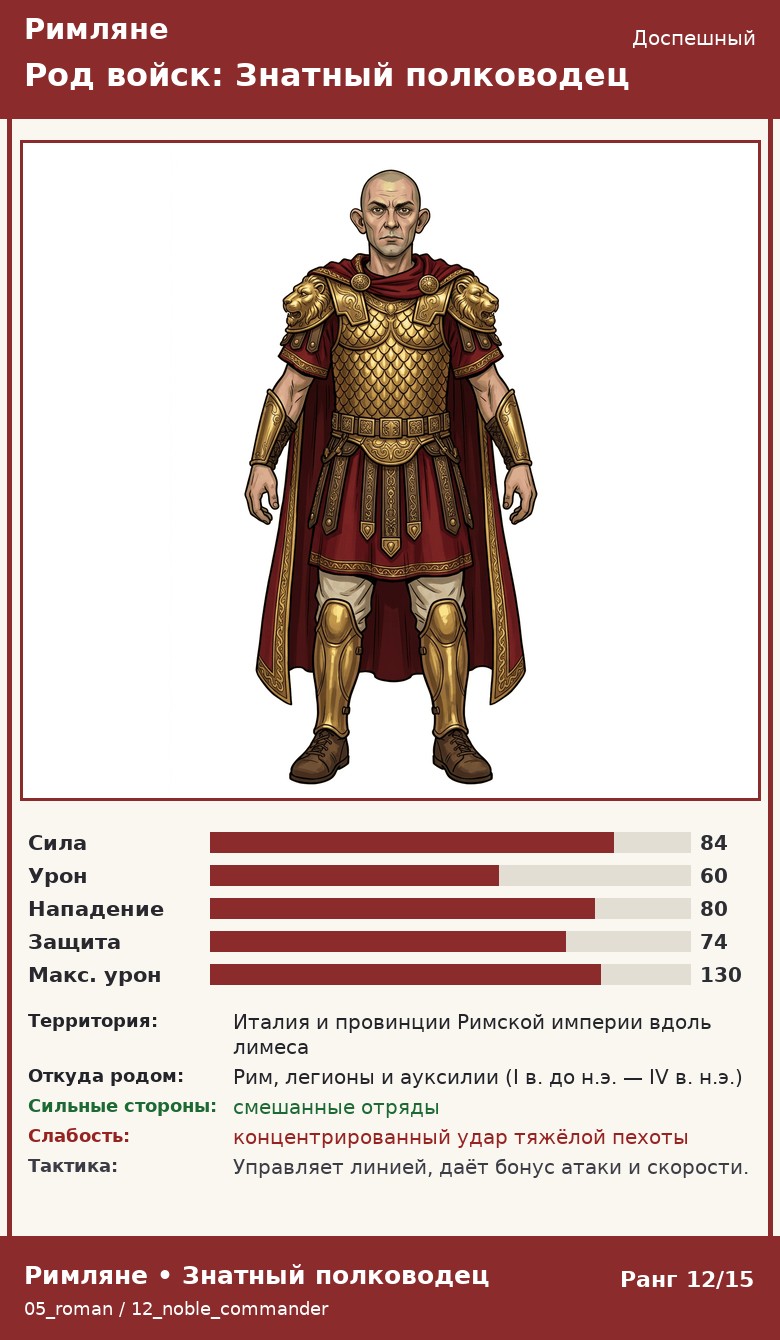 Римляне
Доспешный
Род войск: Знатный полководец
Сила 84
Урон 60
Нападение 80
Защита 74
Макс. урон 130
Территория: Италия и провинции Римской империи вдоль
лимеса
Откуда родом: Рим, легионы и ауксилии (I в. до н.э. — IV в. н.э.)
Сильные стороны: смешанные отряды
Слабость: концентрированный удар тяжёлой пехоты
Тактика: Управляет линией, даёт бонус атаки и скорости.
Римляне • Знатный полководец
Ранг 12/15
05_roman / 12_noble_commander